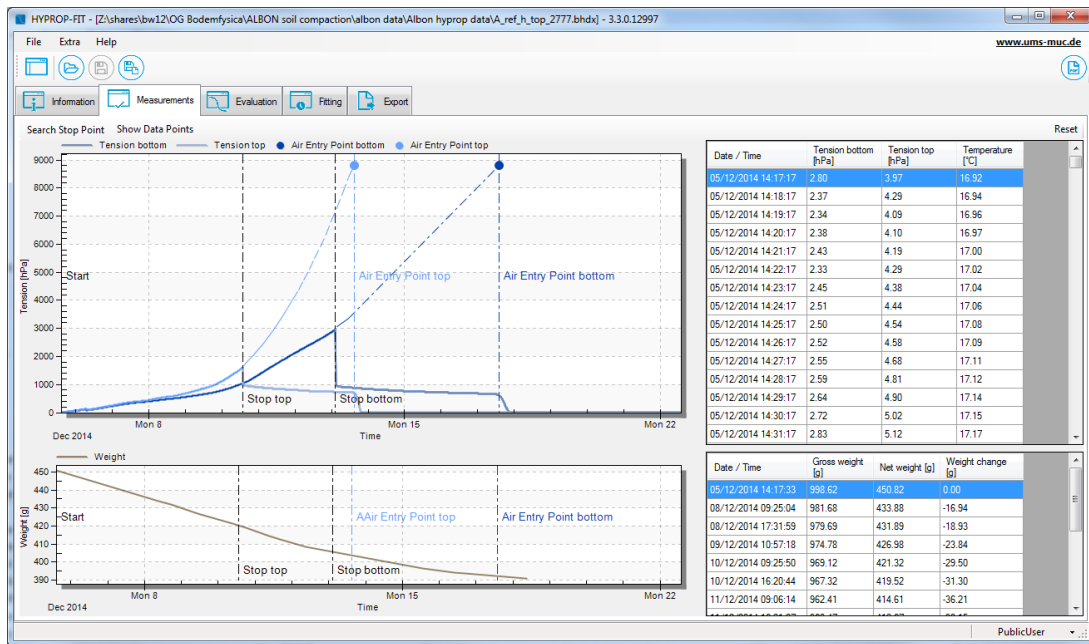 HYPROP-FIT - [Z:\shares\bw12\OG Bodemfysica\ALBON soil compaction\albon data\Albon hyprop data\A_ref_h_top_2777.bhdx] - 3.3.0.12997
File Extra Help www.ums-muc.de
Information Measurements Evaluation Fitting Export
Search Stop Point Show Data Points Reset
Tension bottom Tension top Air Entry Point bottom Air Entry Point top
9000
8000
7000
6000
5000
4000
3000
2000
1000
0
Tension [hPa]
Start
Air Entry Point top
Air Entry Point bottom
Stop top
Stop bottom
Mon 8 Mon 15 Mon 22
Dec 2014 Time
Weight
450
440
430
420
410
400
390
Weight [g]
Start
AAir Entry Point top
Air Entry Point bottom
Stop top
Stop bottom
Mon 8 Mon 15 Mon 22
Dec 2014 Time
Date / Time Tension bottom [hPa] Tension top [hPa] Temperature [°C]
05/12/2014 14:17:17 2.80 3.97 16.92
05/12/2014 14:18:17 2.37 4.29 16.94
05/12/2014 14:19:17 2.34 4.09 16.96
05/12/2014 14:20:17 2.38 4.10 16.97
05/12/2014 14:21:17 2.43 4.19 17.00
05/12/2014 14:22:17 2.33 4.29 17.02
05/12/2014 14:23:17 2.45 4.38 17.04
05/12/2014 14:24:17 2.51 4.44 17.06
05/12/2014 14:25:17 2.50 4.54 17.08
05/12/2014 14:26:17 2.52 4.58 17.09
05/12/2014 14:27:17 2.55 4.68 17.11
05/12/2014 14:28:17 2.59 4.81 17.12
05/12/2014 14:29:17 2.64 4.90 17.14
05/12/2014 14:30:17 2.72 5.02 17.15
05/12/2014 14:31:17 2.83 5.12 17.17
Date / Time Gross weight [g] Net weight [g] Weight change [g]
05/12/2014 14:17:33 998.62 450.82 0.00
08/12/2014 09:25:04 981.68 433.88 -16.94
08/12/2014 17:31:59 979.69 431.89 -18.93
09/12/2014 10:57:18 974.78 426.98 -23.84
10/12/2014 09:25:50 969.12 421.32 -29.50
10/12/2014 16:20:44 967.32 419.52 -31.30
11/12/2014 09:06:14 962.41 414.61 -36.21
PublicUser